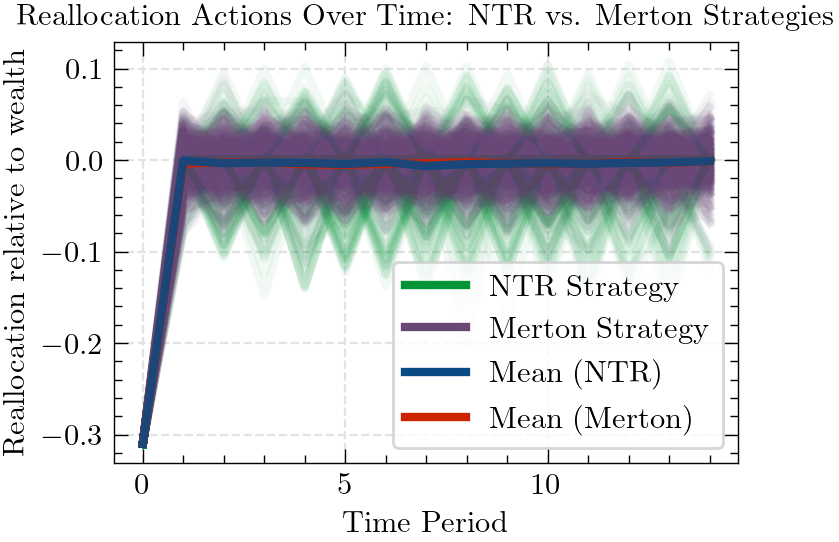 Reallocation Actions Over Time: NTR vs. Merton Strategies
Reallocation relative to wealth
0.1
0.0
−0.1
−0.2
−0.3
NTR Strategy
Merton Strategy
Mean (NTR)
Mean (Merton)
0
5
10
Time Period